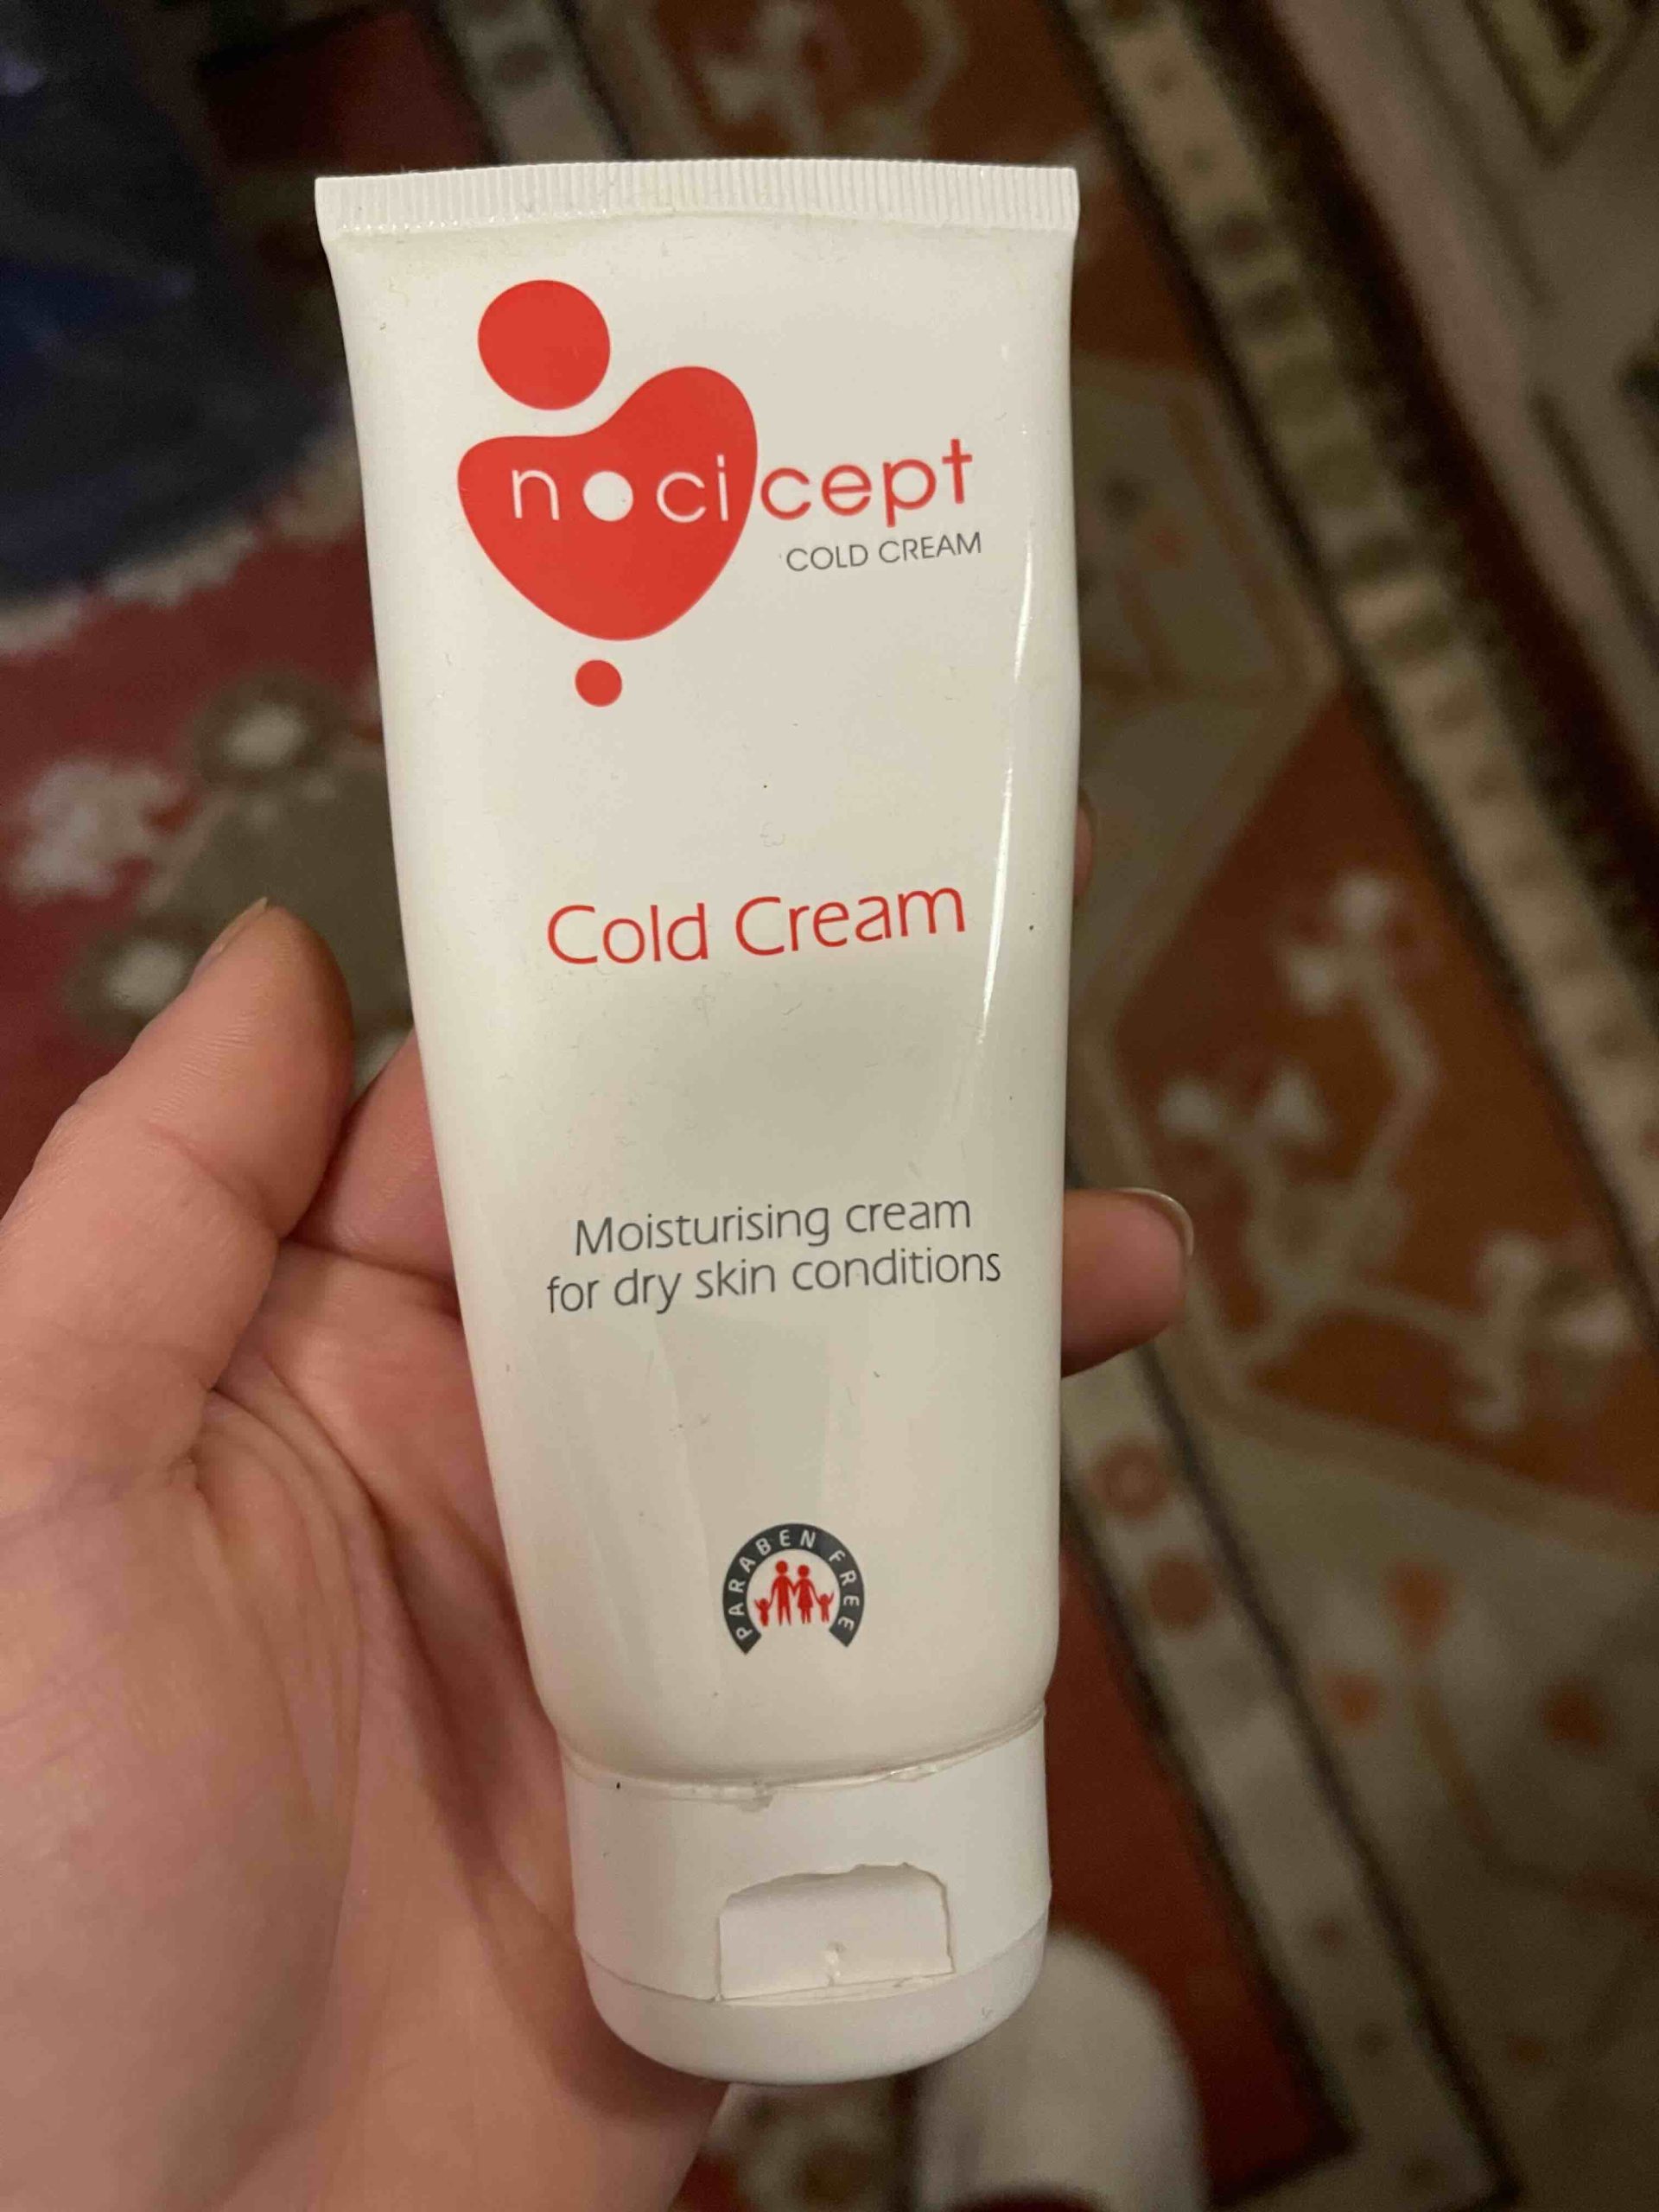 nocicept
COLD CREAM
Cold Cream
Moisturising cream
for dry skin conditions
PARABEN FREE